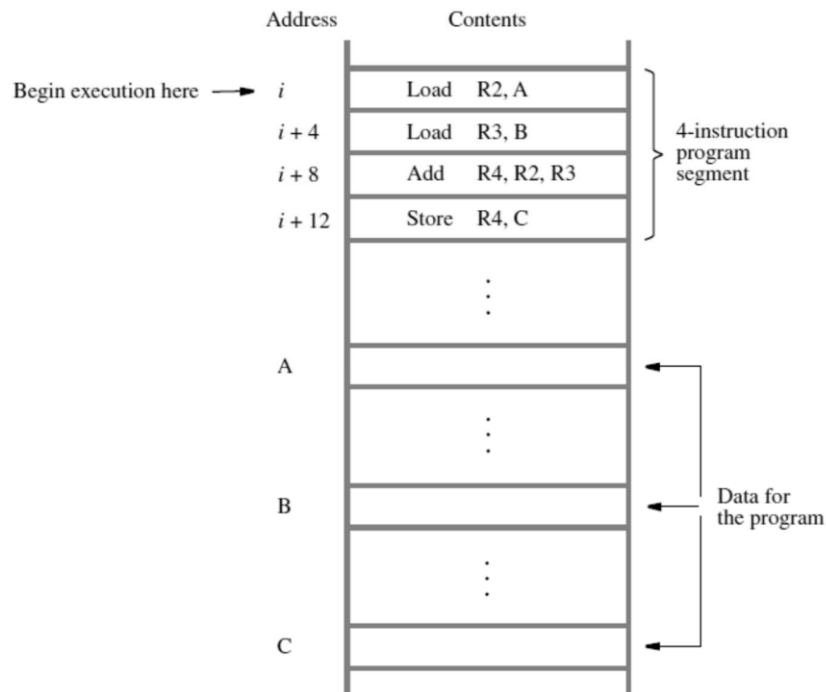 Address Contents
Begin execution here i Load R2, A
i + 4 Load R3, B
i + 8 Add R4, R2, R3
i + 12 Store R4, C
4-instruction
program
segment
A
B
C
Data for
the program